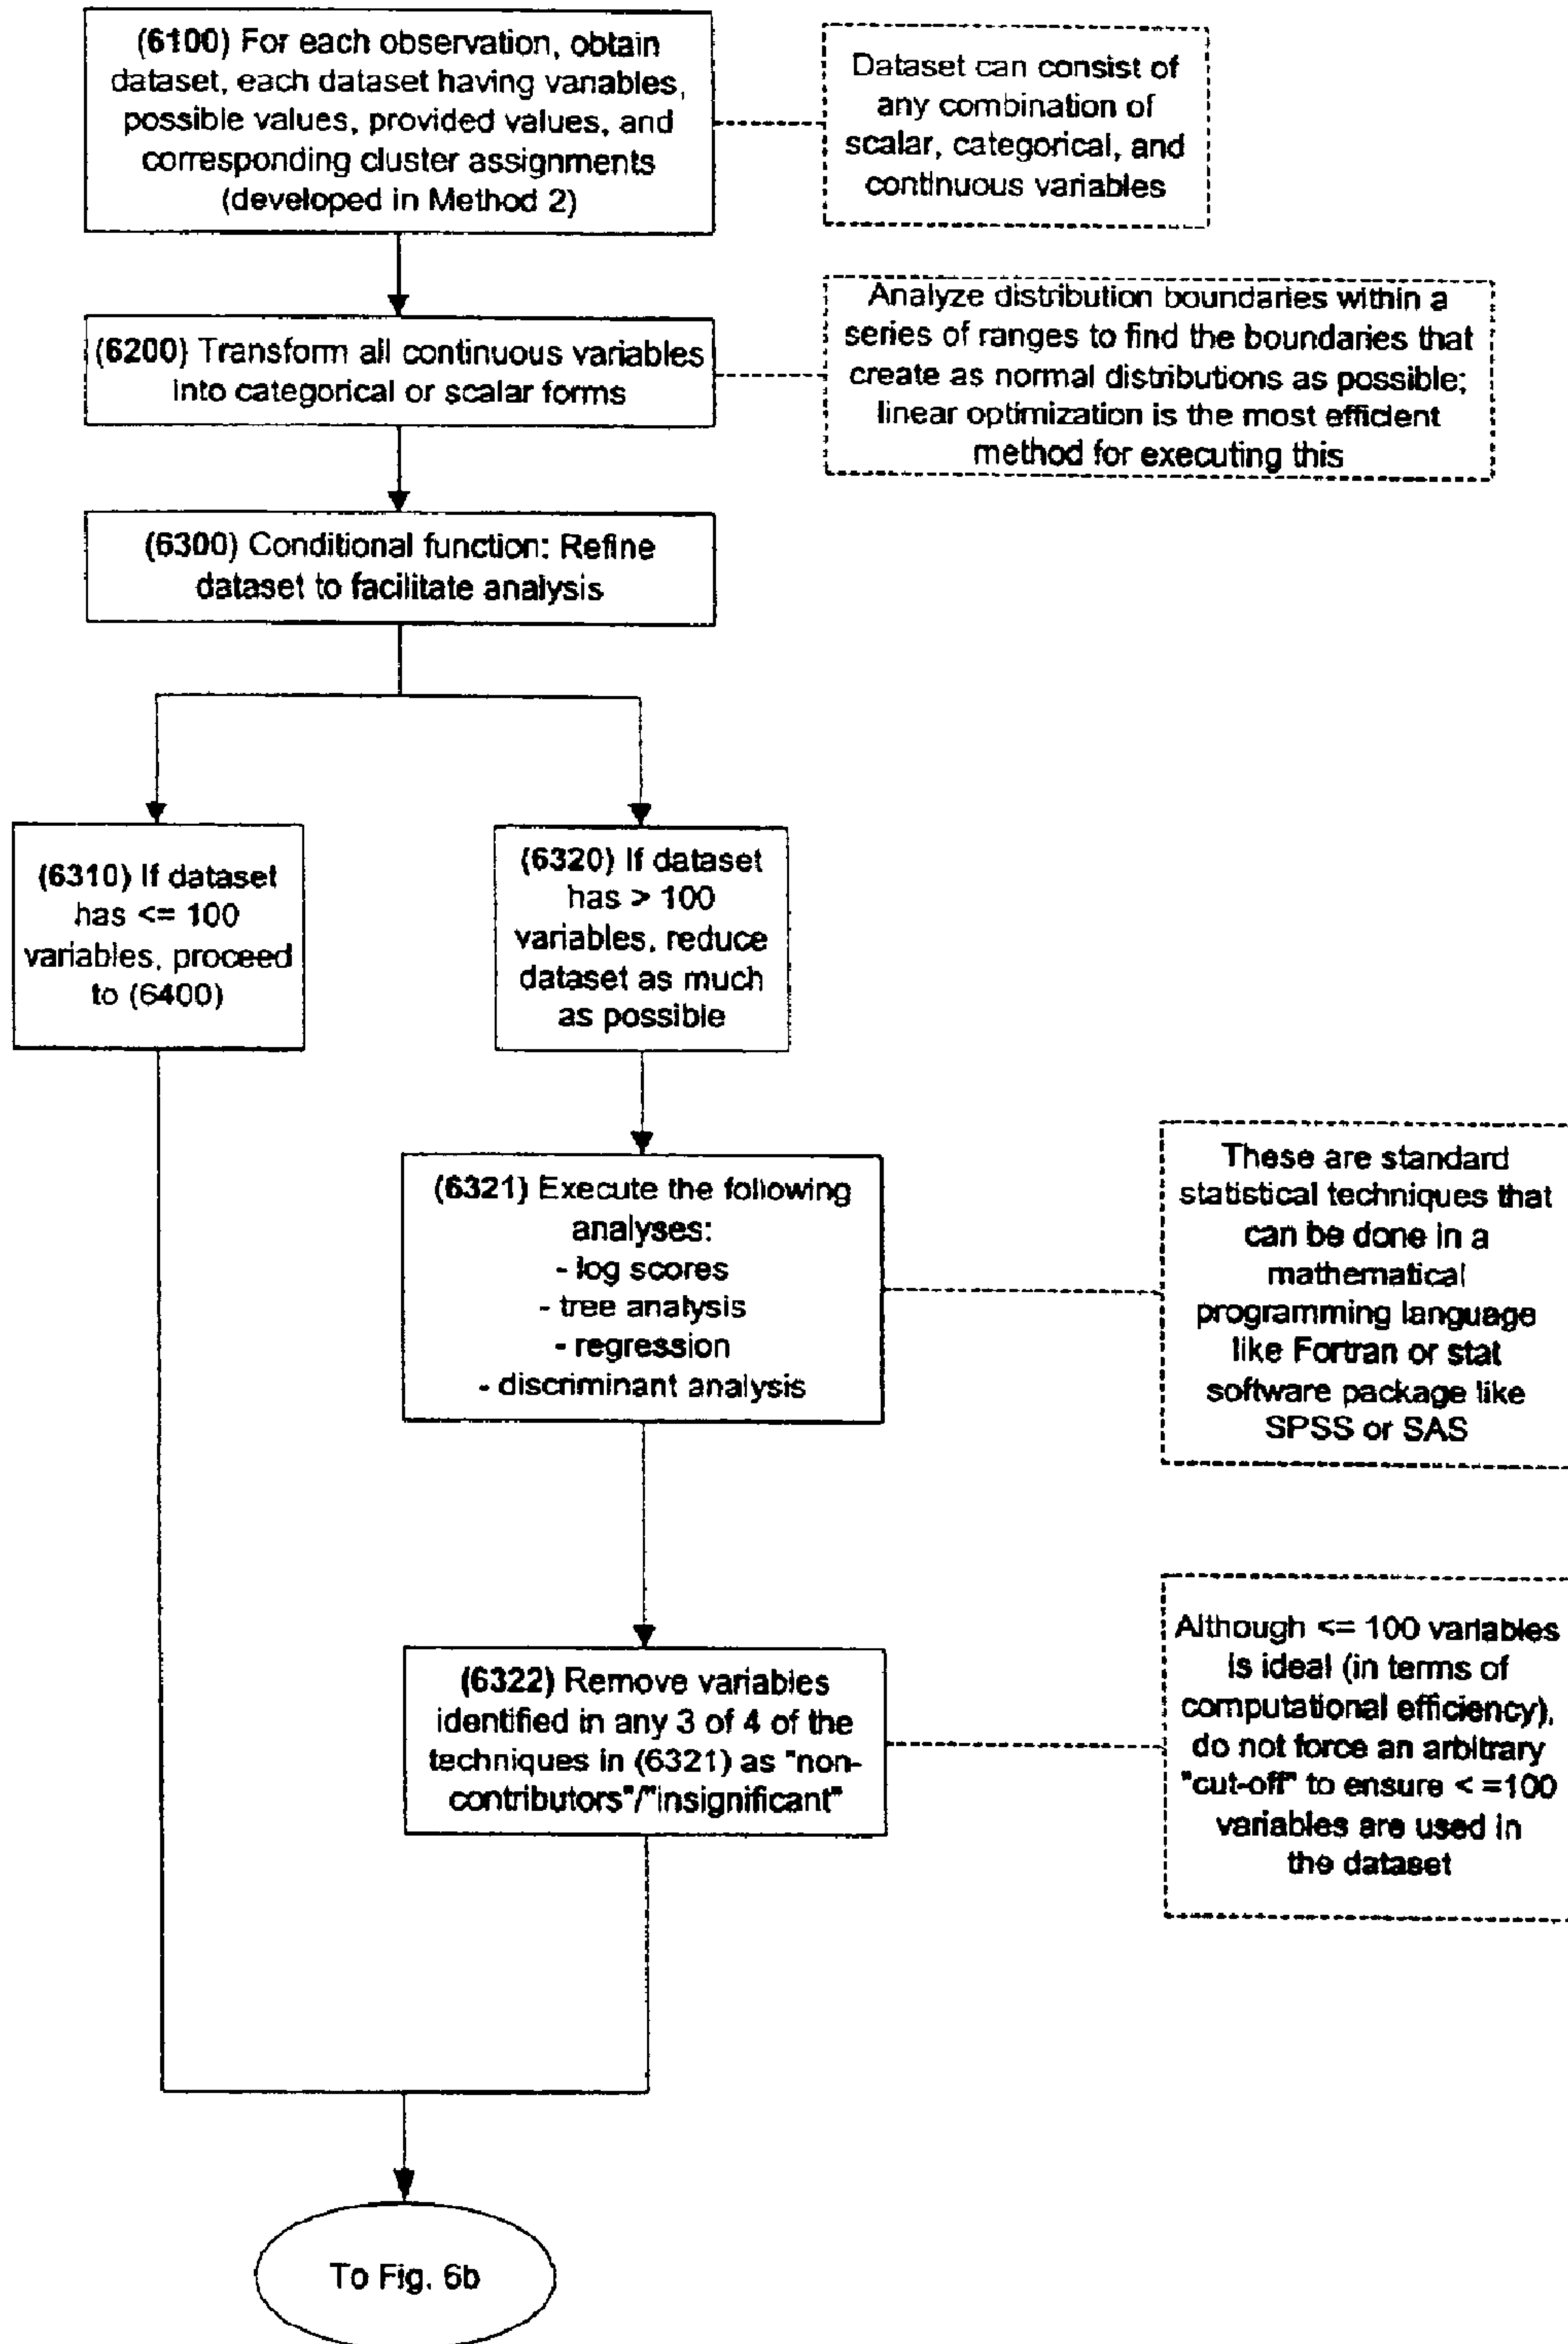 (6100) For each observation, obtain
dataset, each dataset having variables,
possible values, provided values, and
corresponding cluster assignments
(developed in Method 2)
Dataset can consist of
any combination of
scalar, categorical, and
continuous variables
(6200) Transform all continuous variables
into categorical or scalar forms
Analyze distribution boundaries within a
series of ranges to find the boundaries that
create as normal distributions as possible;
linear optimization is the most efficient
method for executing this
(6300) Conditional function: Refine
dataset to facilitate analysis
(6310) If dataset
has <= 100
variables, proceed
to (6400)
(6320) If dataset
has > 100
variables, reduce
dataset as much
as possible
(6321) Execute the following
analyses:
- log scores
- tree analysis
- regression
- discriminant analysis
These are standard
statistical techniques that
can be done in a
mathematical
programming language
like Fortran or stat
software package like
SPSS or SAS
(6322) Remove variables
identified in any 3 of 4 of the
techniques in (6321) as "non-
contributors"/"insignificant"
Although <= 100 variables
is ideal (in terms of
computational efficiency),
do not force an arbitrary
"cut-off" to ensure < =100
variables are used in
the dataset
To Fig. 6b